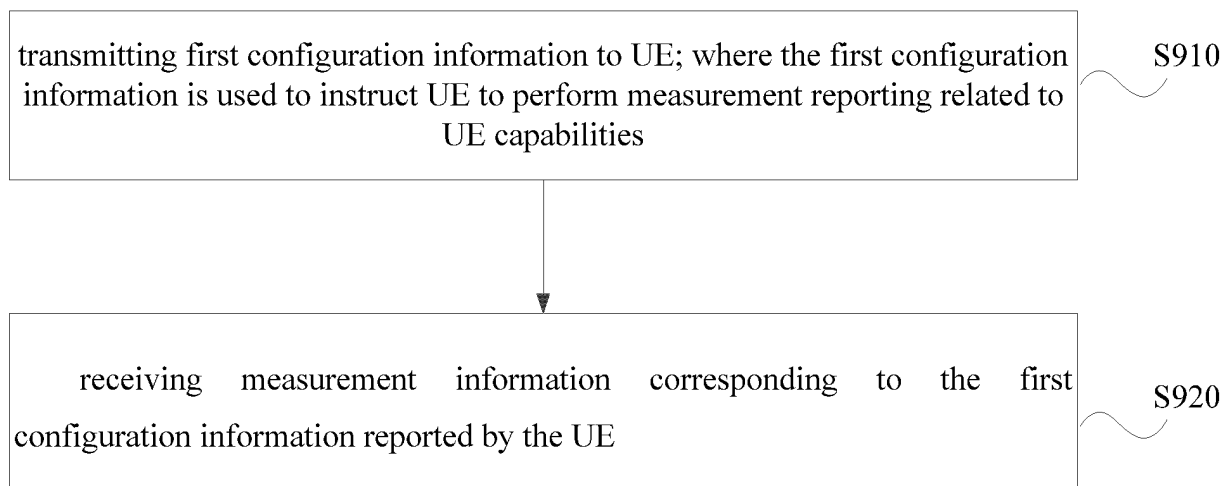 transmitting first configuration information to UE; where the first configuration
information is used to instruct UE to perform measurement reporting related to
UE capabilities
S910
receiving measurement information corresponding to the first
configuration information reported by the UE
S920